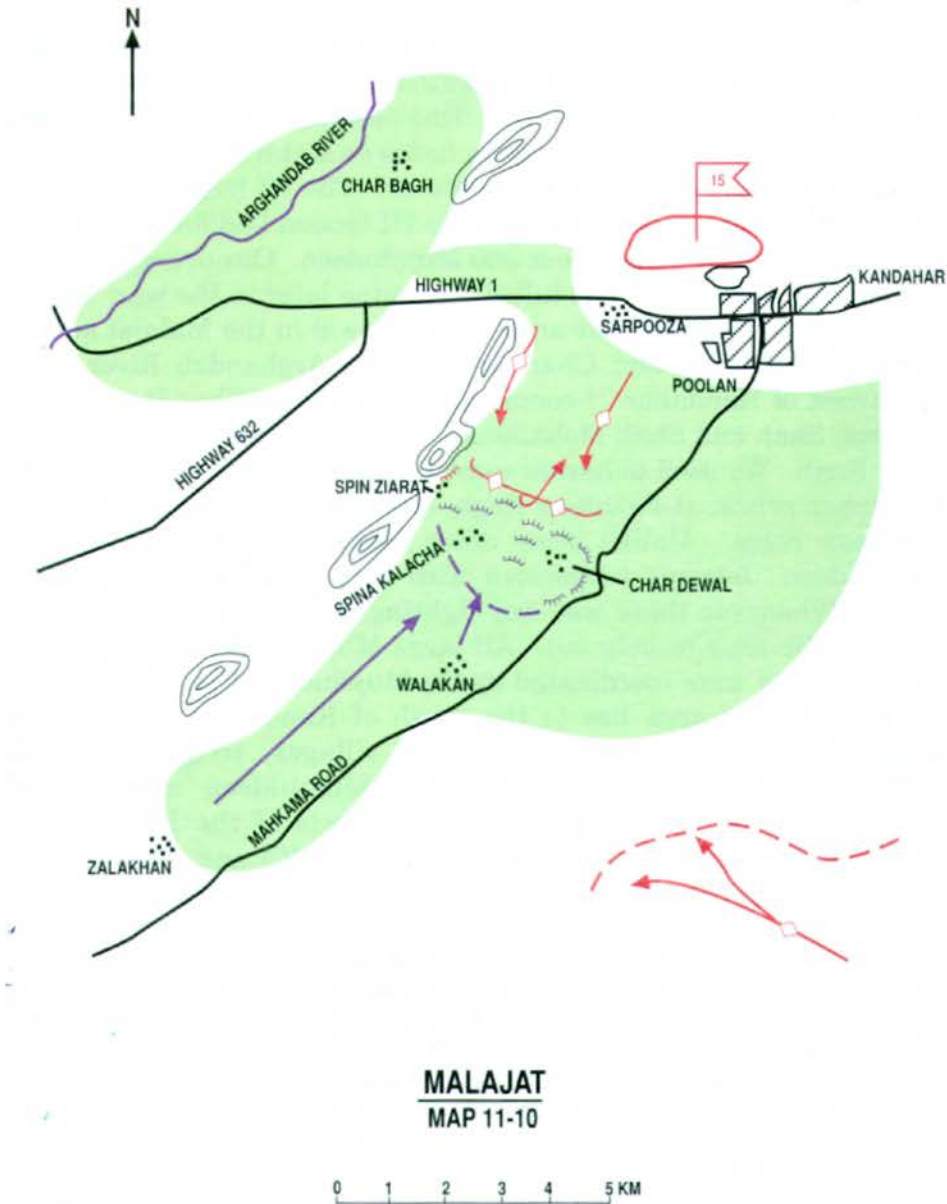 N
ARGHANDAB RIVER
CHAR BAGH
15
HIGHWAY 1
KANDAHAR
SARPOOZA
POOLAN
HIGHWAY 632
SPIN ZIARAT
SPINA KALACHA
CHAR DEWAL
WALAKAN
MAHKAMA ROAD
ZALAKHAN
MALAJAT
MAP 11-10
0 1 2 3 4 5 KM